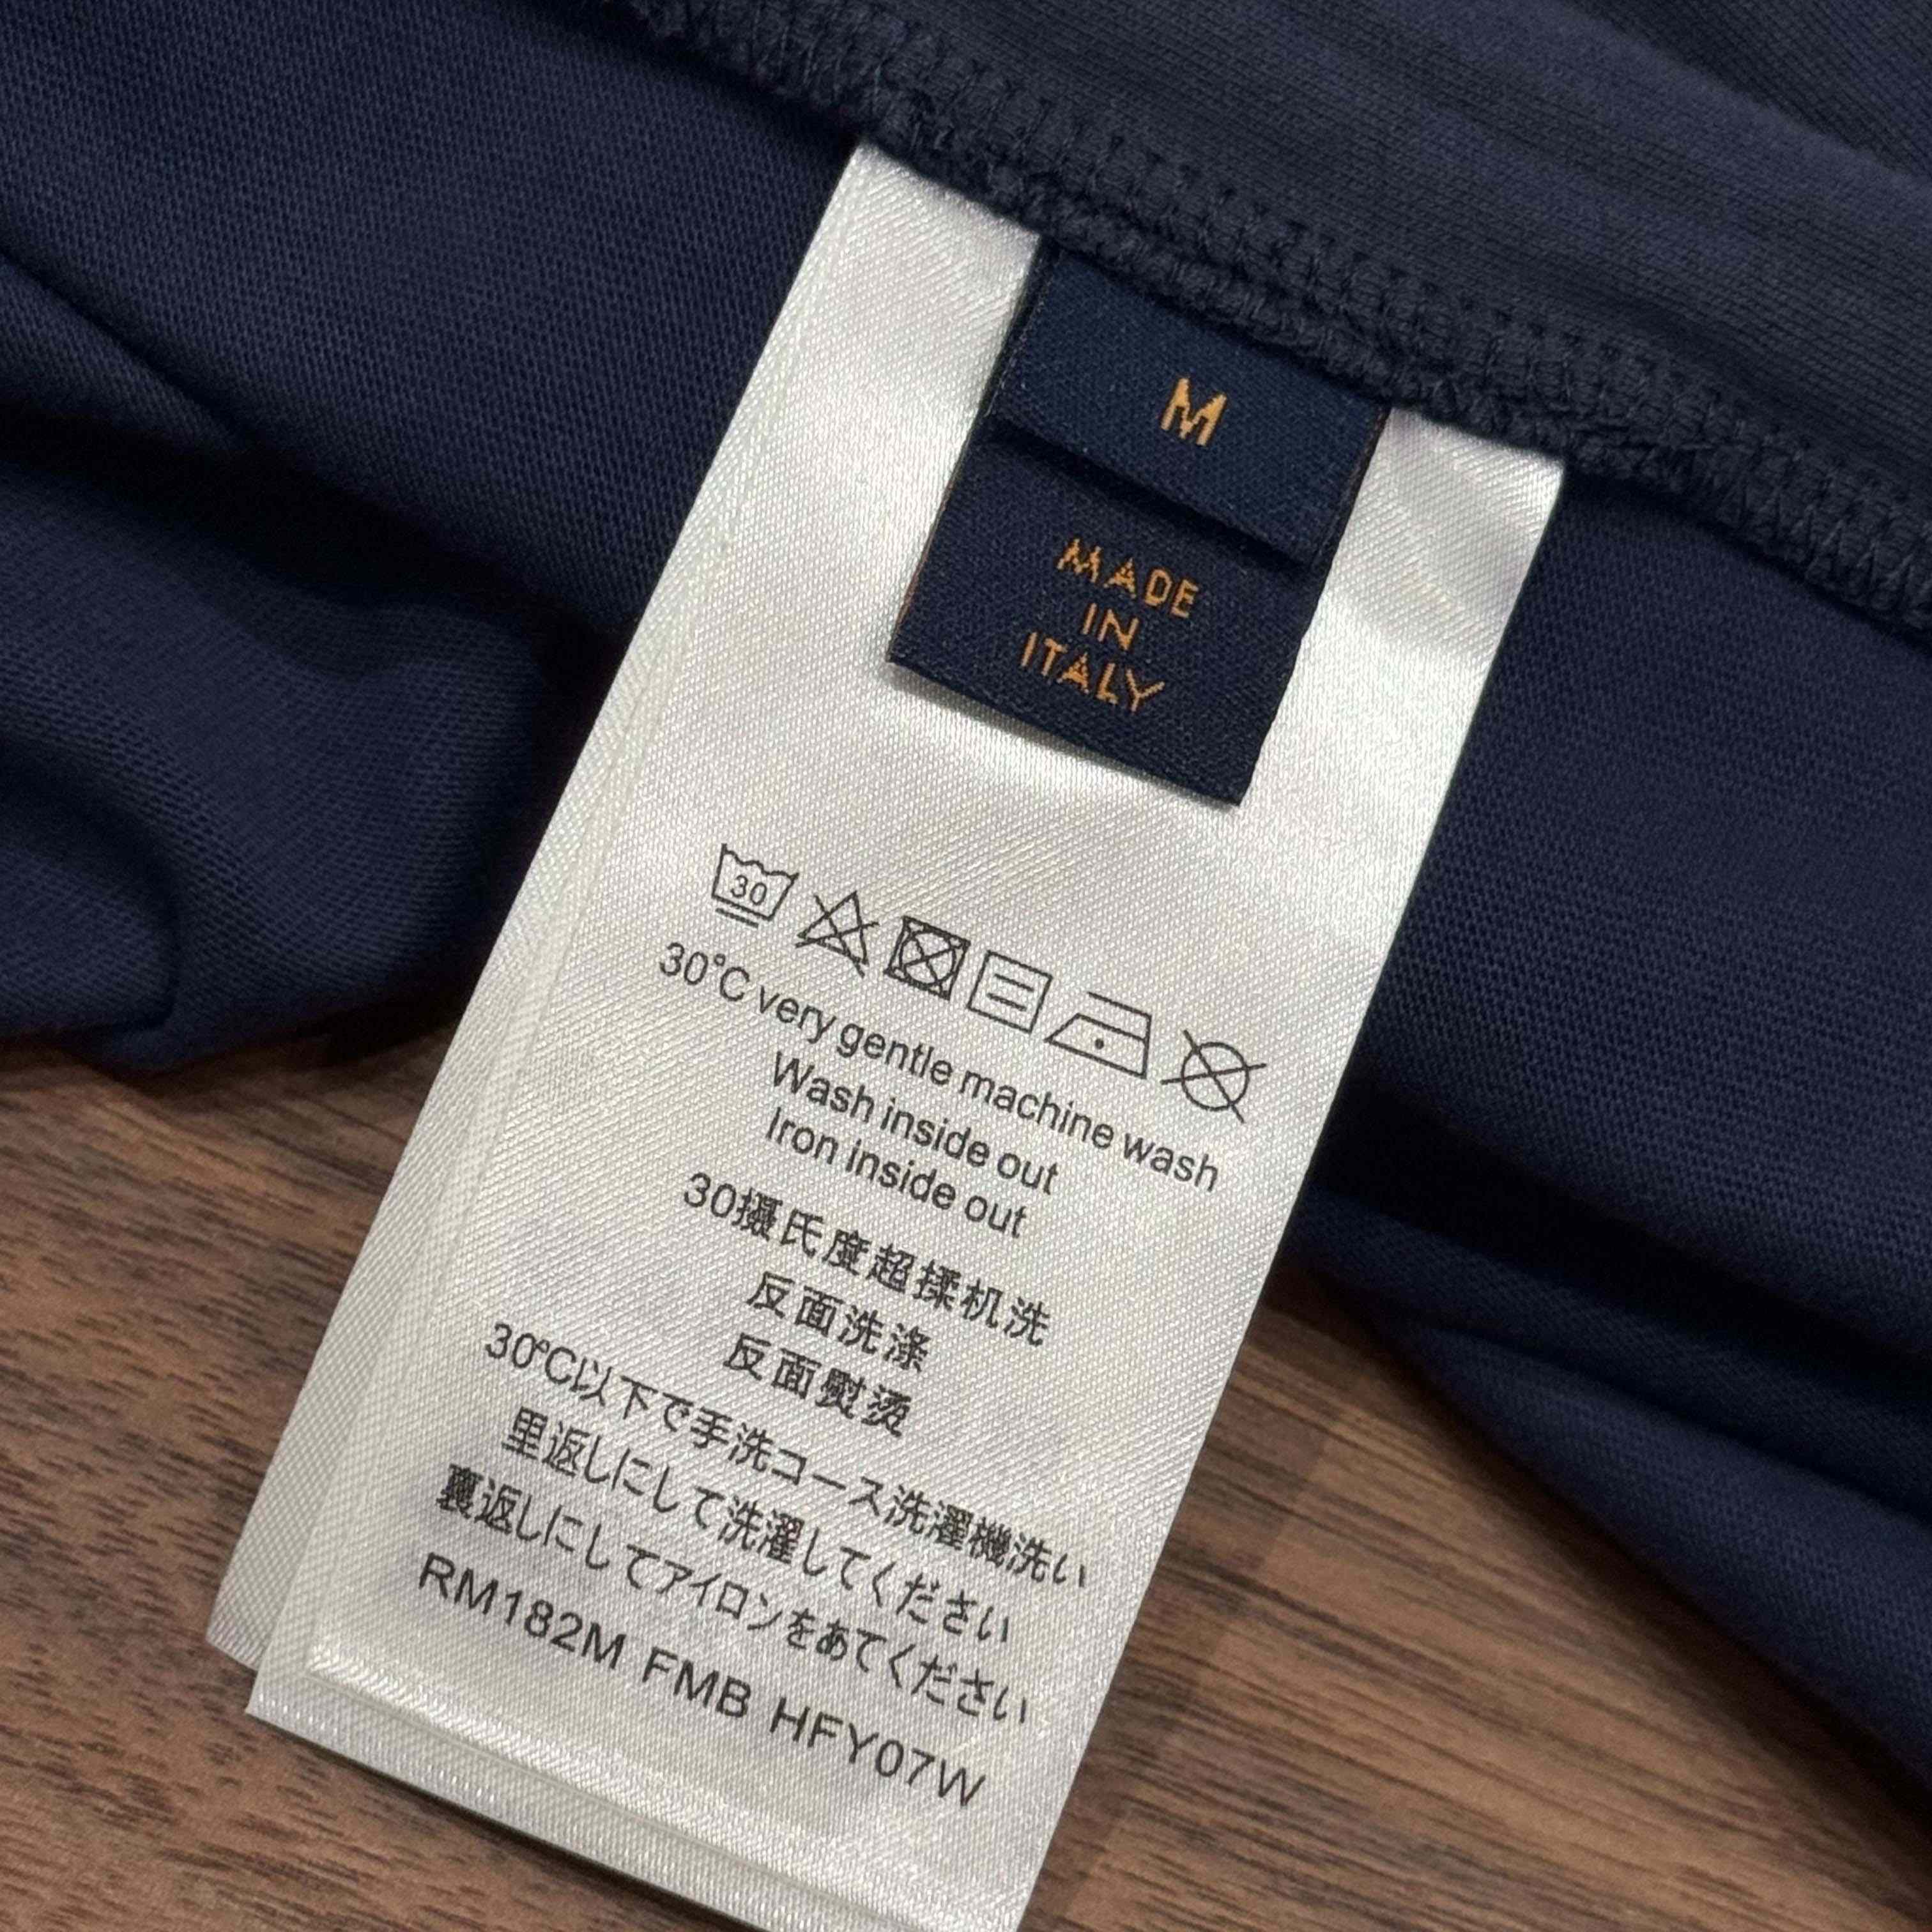 M
MADE
IN
ITALY
30
30°C very gentle machine wash
Wash inside out
Iron inside out
30攝氏度超揉机洗
反面洗涤
反面熨烫
30℃以下で手洗コース洗濯機洗い
里返しにして洗濯してください
裏返しにしてアイロンをあてください
RM182M FMB HFY07W